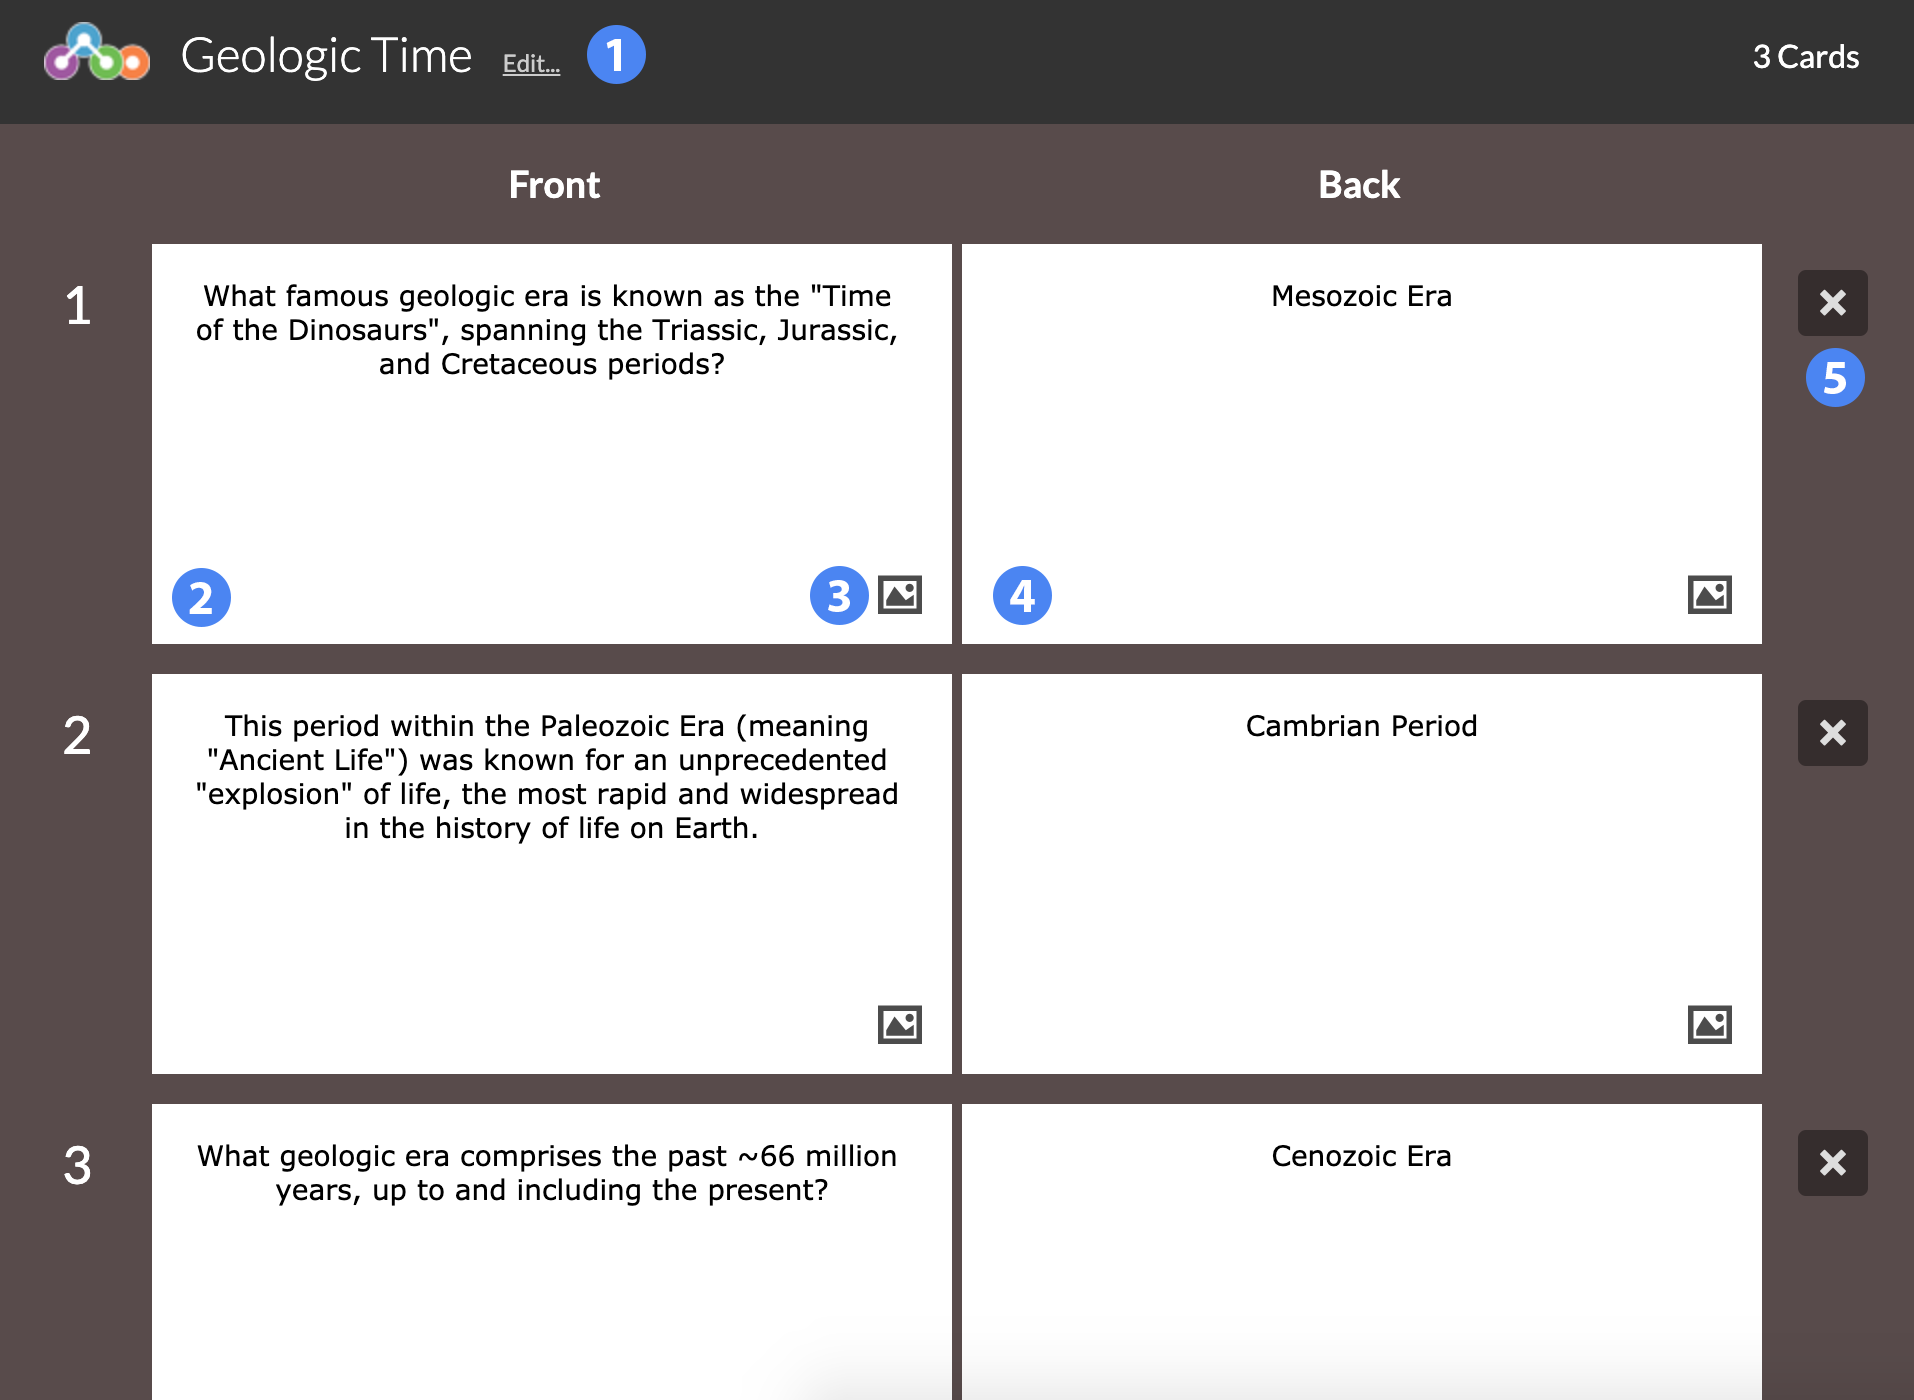 Geologic Time Edit... 1
3 Cards
Front
Back
1
What famous geologic era is known as the "Time
of the Dinosaurs", spanning the Triassic, Jurassic,
and Cretaceous periods?
2
3
Mesozoic Era
4
5
2
This period within the Paleozoic Era (meaning
"Ancient Life") was known for an unprecedented
"explosion" of life, the most rapid and widespread
in the history of life on Earth.
Cambrian Period
3
What geologic era comprises the past ~66 million
years, up to and including the present?
Cenozoic Era